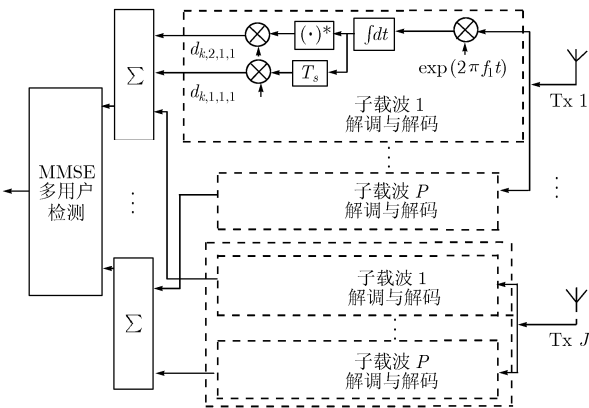 Σ
d_{k,2,1,1}
(·)*
∫dt
exp(2πf₁t)
d_{k,1,1,1}
T_s
Tx 1
子载波 1
解调与解码
MMSE
多用户
检测
子载波 P
解调与解码
子载波 1
解调与解码
Σ
Tx J
子载波 P
解调与解码